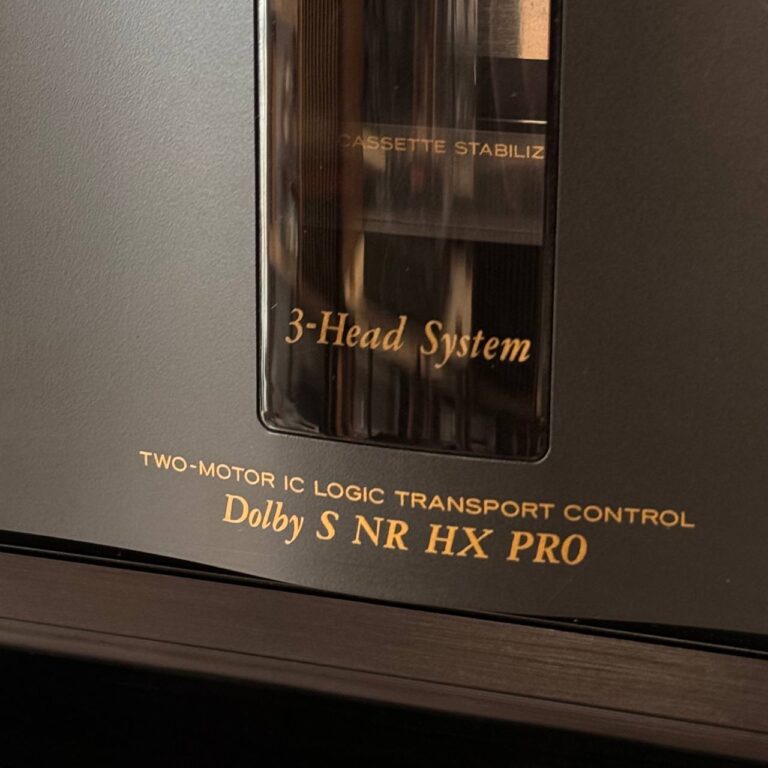 CASSETTE STABILIZ
3-Head System
TWO-MOTOR IC LOGIC TRANSPORT CONTROL
Dolby S NR HX PRO